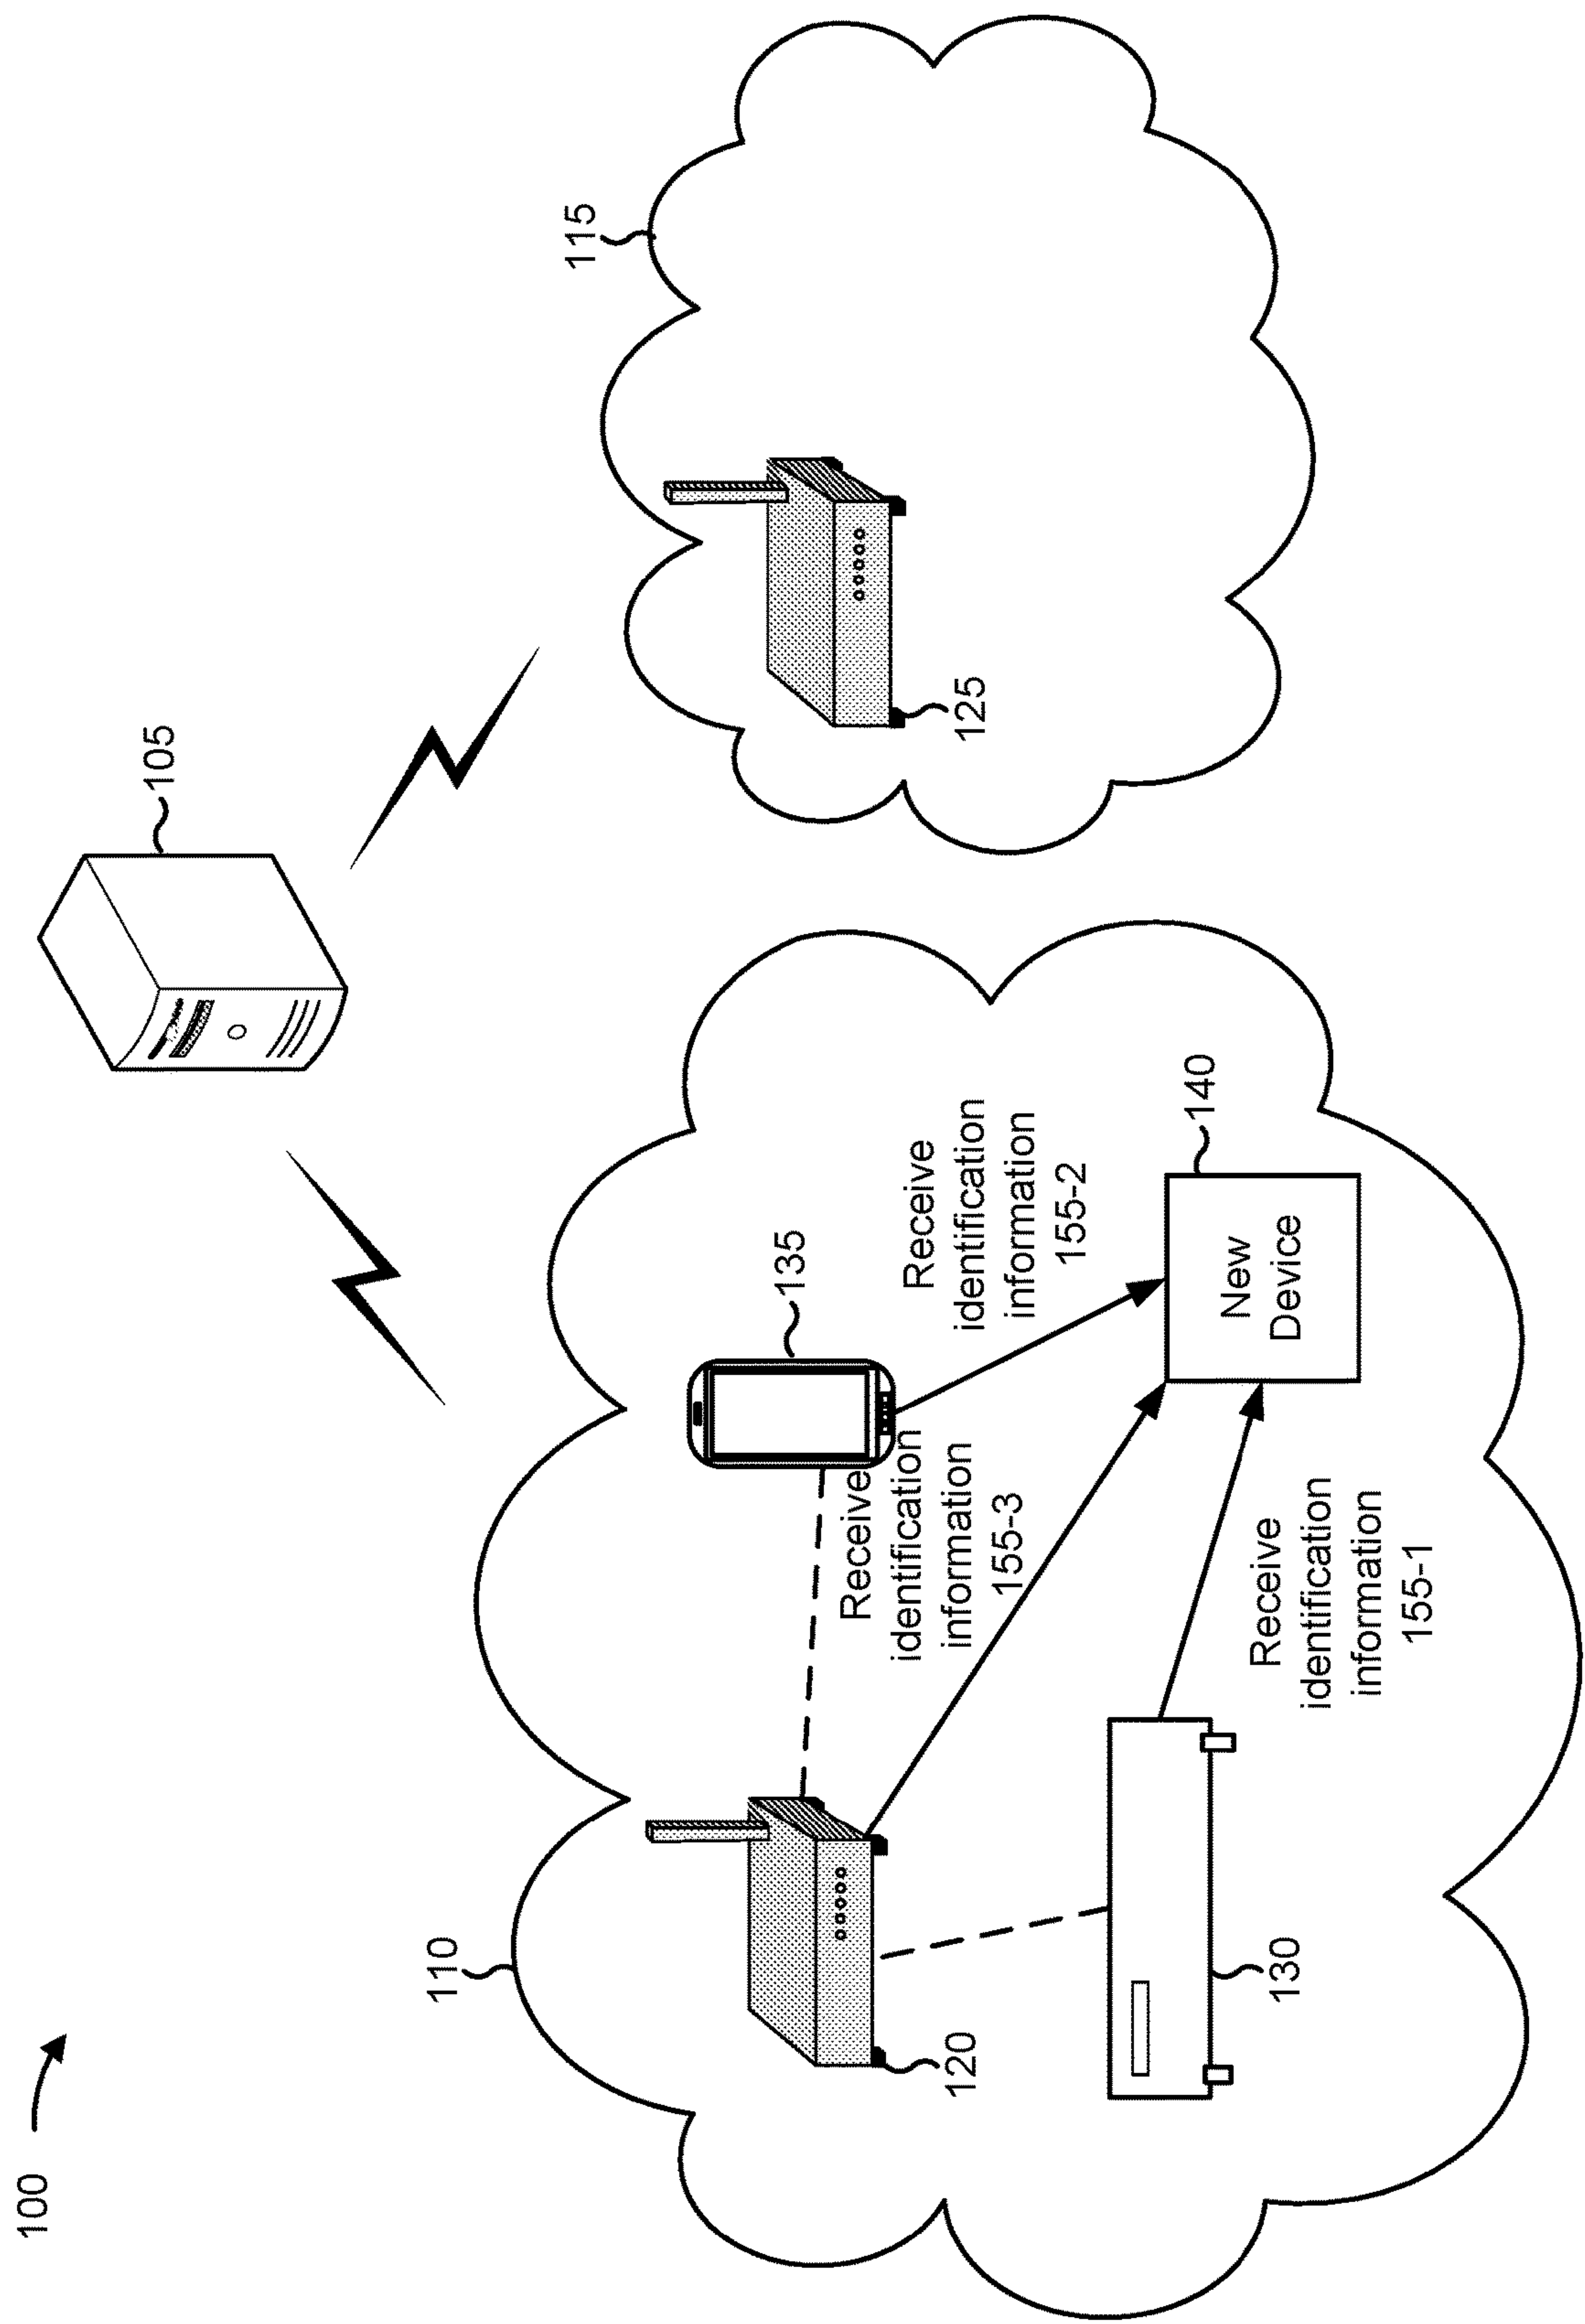 100
105
110
115
135
125
Receive
identification
information
155-3
Receive
identification
information
155-2
120
140
New
Device
130
Receive
identification
information
155-1